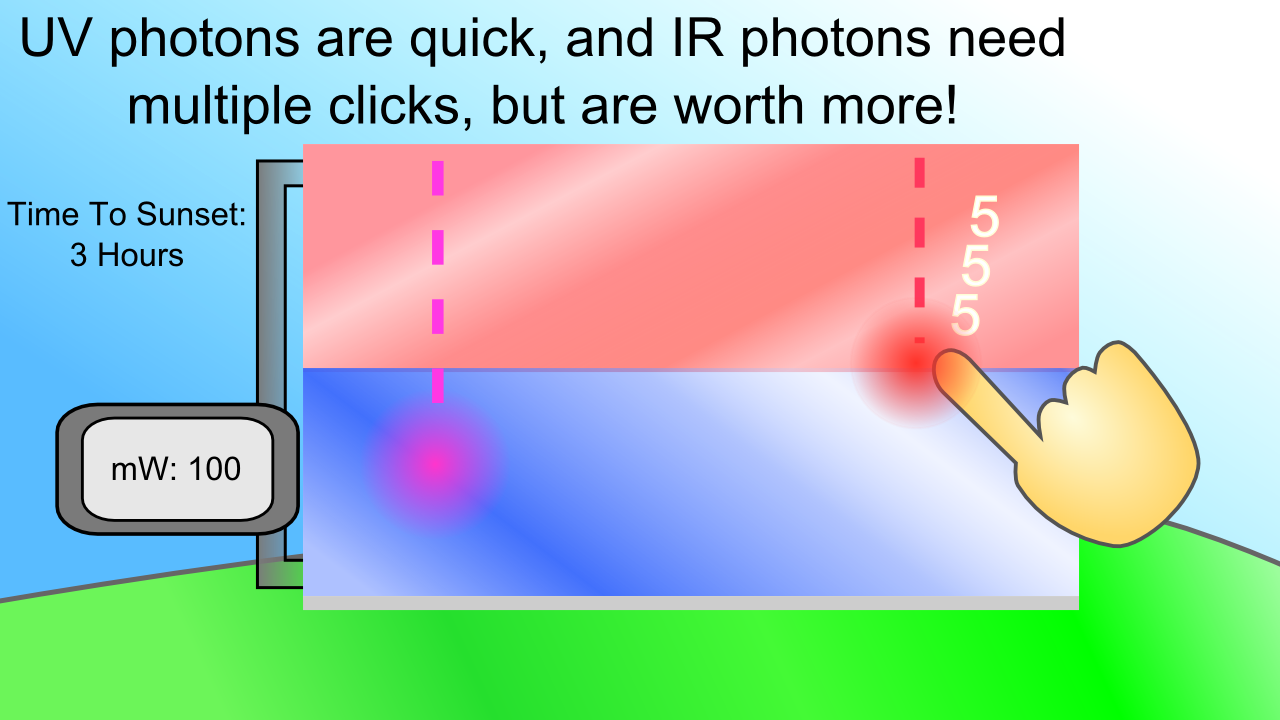 UV photons are quick, and IR photons need
multiple clicks, but are worth more!
Time To Sunset:
3 Hours
5
5
5
mW: 100